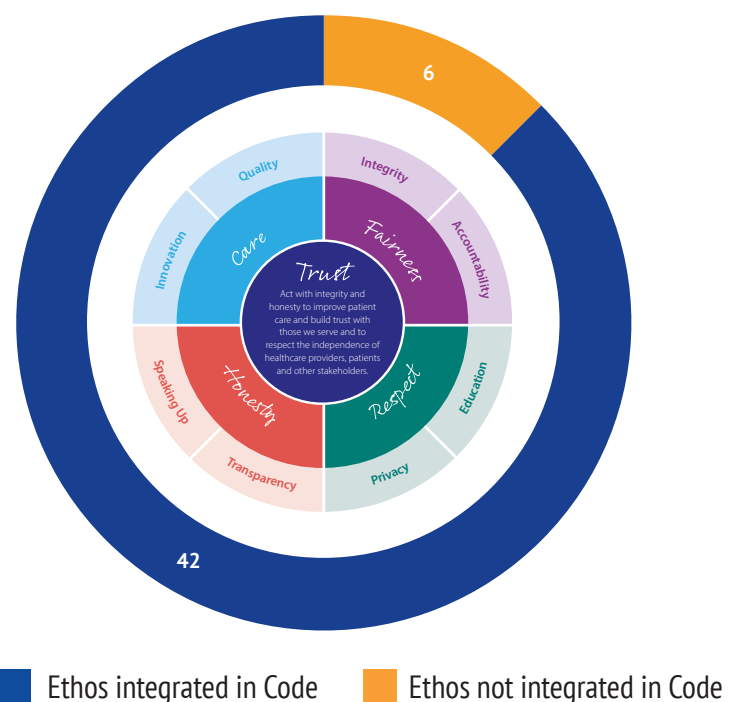 6
Quality
Integrity
Innovation
Care
Fairness
Accountability
Trust
Act with integrity and
honesty to improve patient
care and build trust with
those we serve and to
respect the independence of
healthcare providers, patients
and other stakeholders.
Speaking Up
Honesty
Respect
Education
Transparency
Privacy
42
Ethos integrated in Code
Ethos not integrated in Code